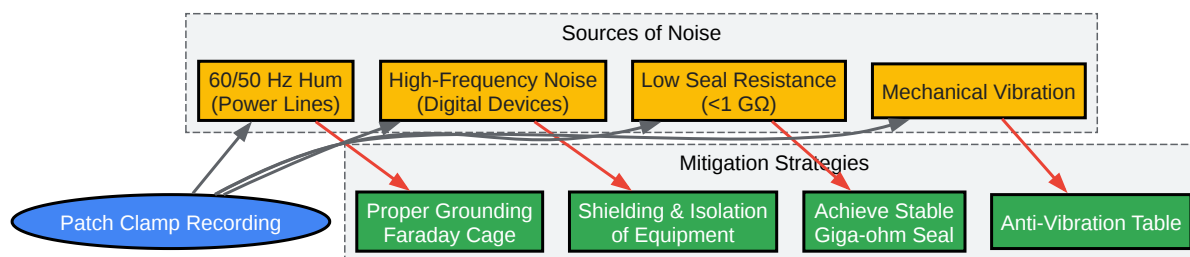 Sources of Noise
60/50 Hz Hum
(Power Lines)
High-Frequency Noise
(Digital Devices)
Low Seal Resistance
(<1 GΩ)
Mechanical Vibration
Mitigation Strategies
Patch Clamp Recording
Proper Grounding
Faraday Cage
Shielding & Isolation
of Equipment
Achieve Stable
Giga-ohm Seal
Anti-Vibration Table